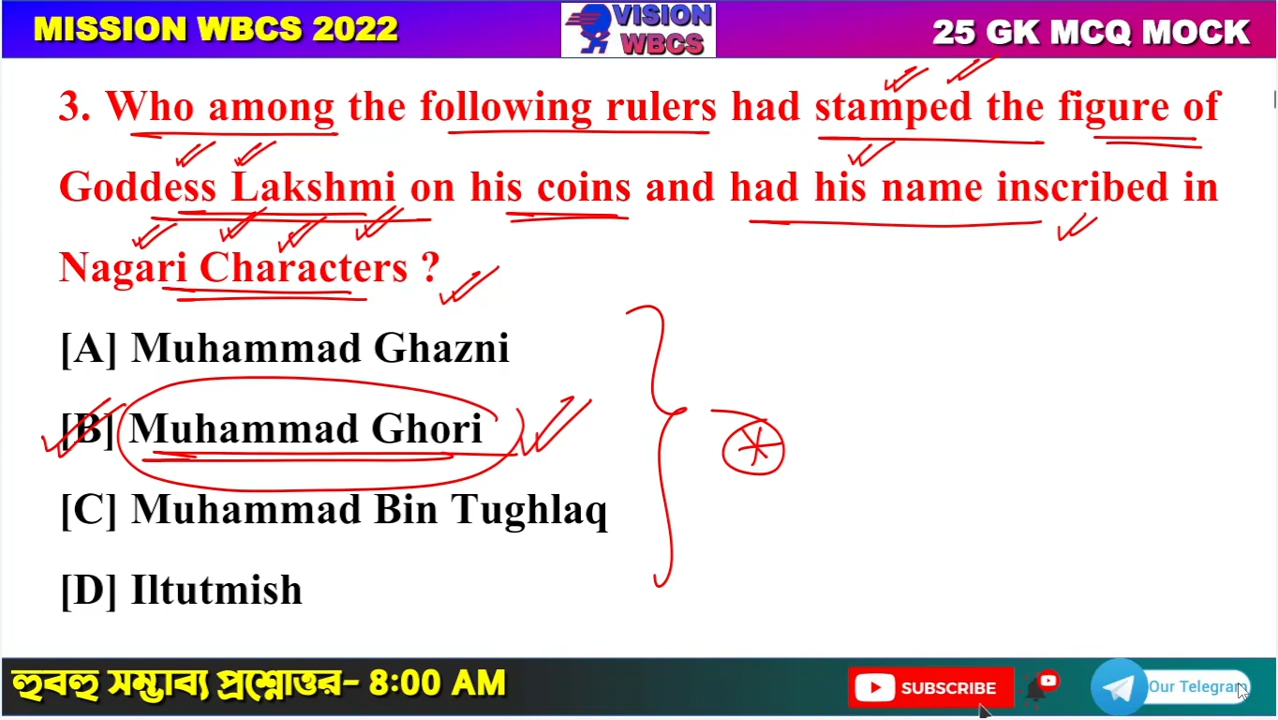 MISSION WBCS 2022
VISION
WBCS
25 GK MCQ MOCK
3. Who among the following rulers had stamped the figure of
Goddess Lakshmi on his coins and had his name inscribed in
Nagari Characters ?
[A] Muhammad Ghazni
[B] Muhammad Ghori
[C] Muhammad Bin Tughlaq
[D] Iltutmish
হুবহু সম্ভাব্য প্রশ্নোত্তর- 8:00 AM
SUBSCRIBE
Our Telegram